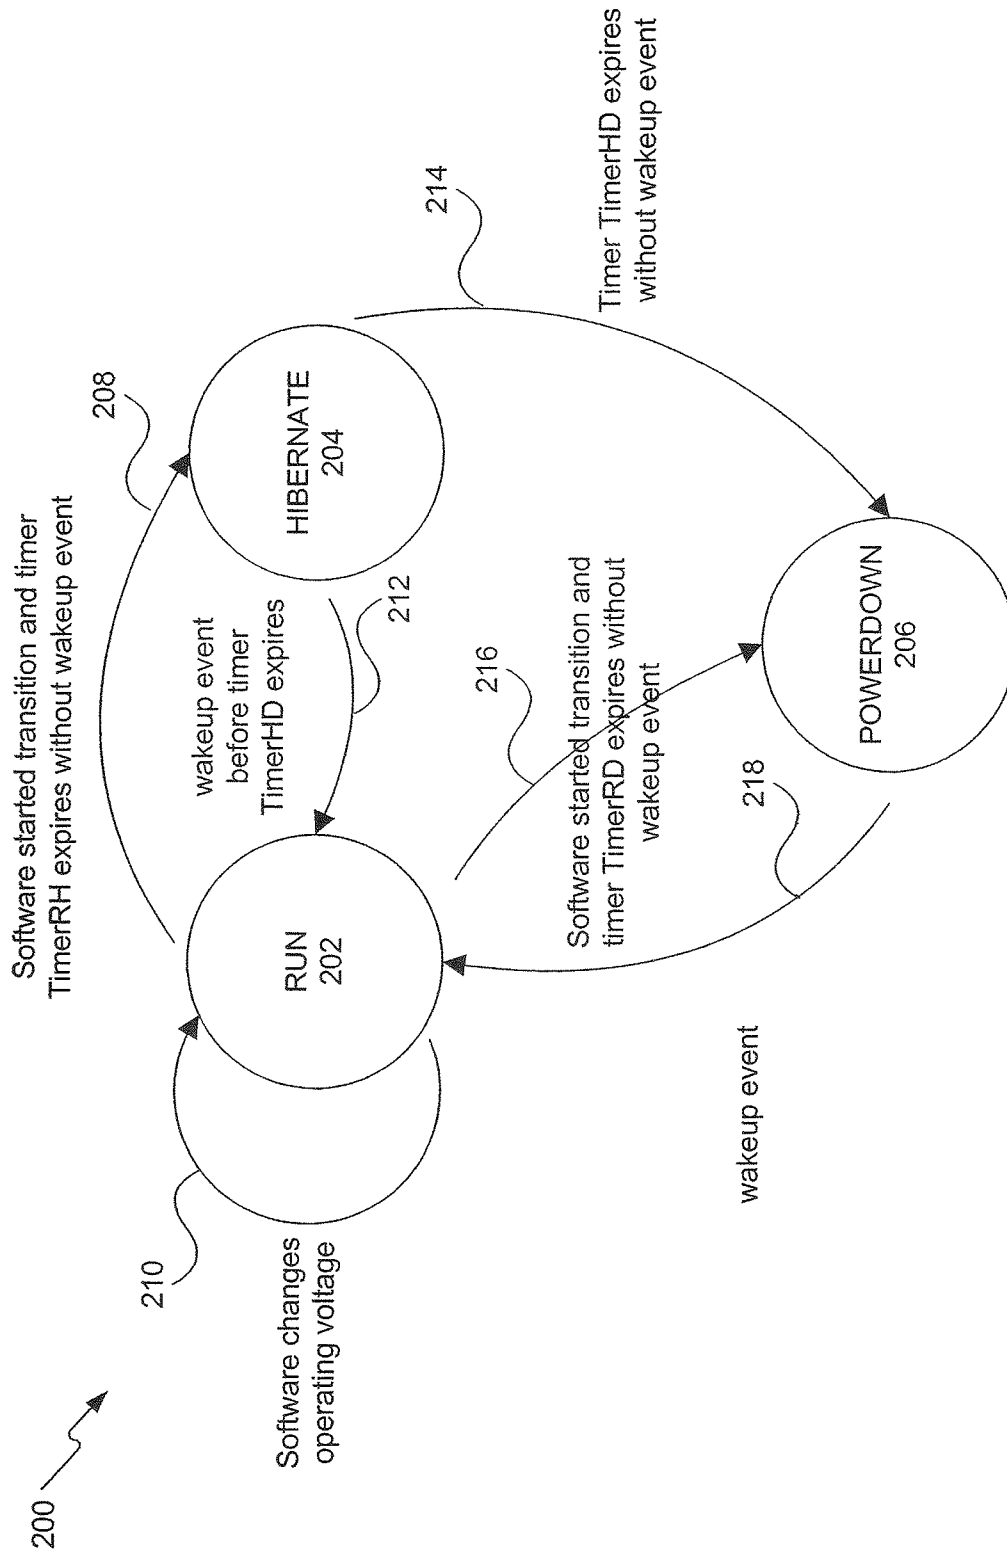 200
210
Software changes
operating voltage
Software started transition and timer
TimerRH expires without wakeup event
208
RUN
202
wakeup event
before timer
TimerHD expires
212
HIBERNATE
204
214
Timer TimerHD expires
without wakeup event
216
Software started transition and
timer TimerRD expires without
wakeup event
218
wakeup event
POWERDOWN
206